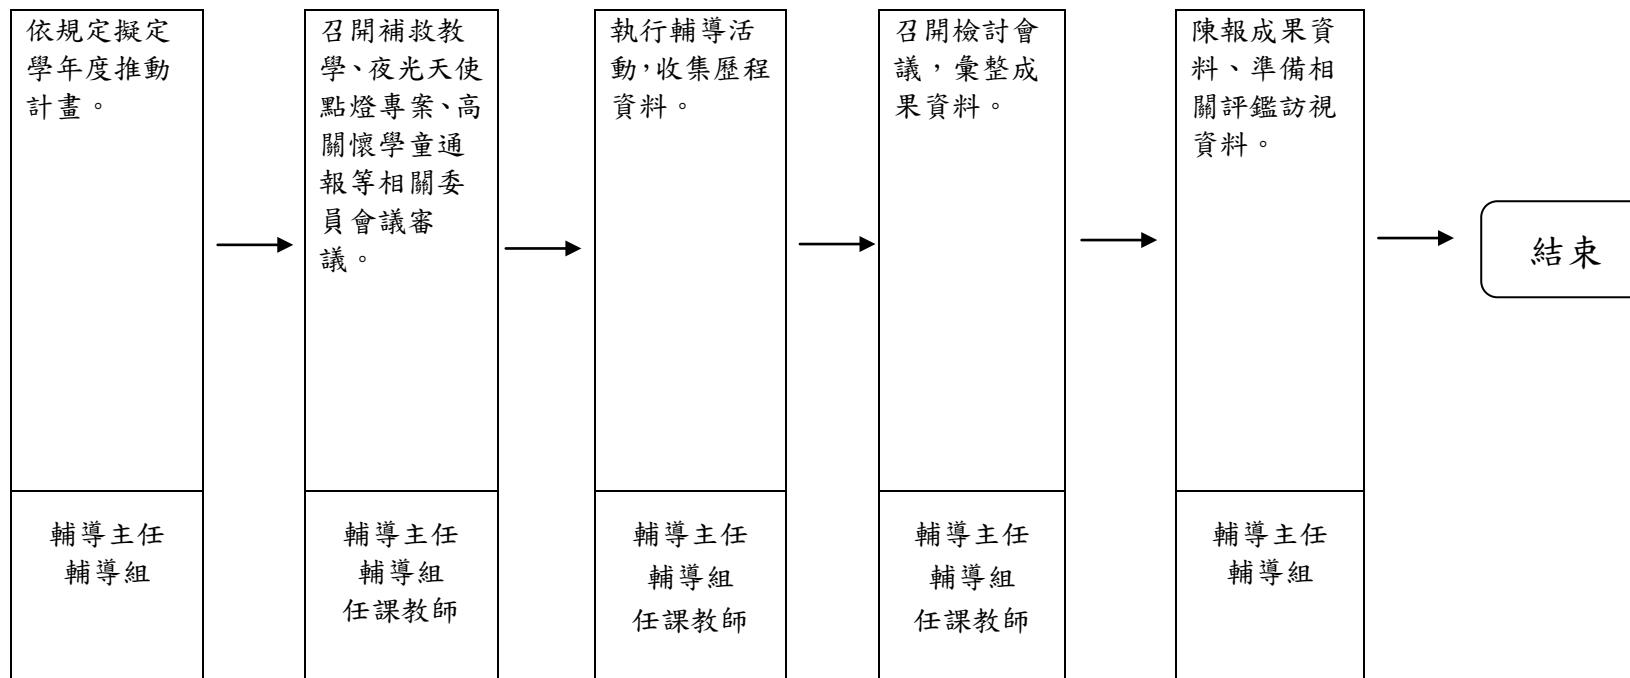 依規定擬定
學年度推動
計畫。
召開補救教
學、夜光天使
點燈專案、高
關懷學童通
報等相關委
員會議審
議。
執行輔導活
動,收集歷程
資料。
召開檢討會
議,彙整成
果資料。
陳報成果資
料、準備相
關評鑑訪視
資料。
結束
輔導主任
輔導組
輔導主任
輔導組
任課教師
輔導主任
輔導組
任課教師
輔導主任
輔導組
任課教師
輔導主任
輔導組